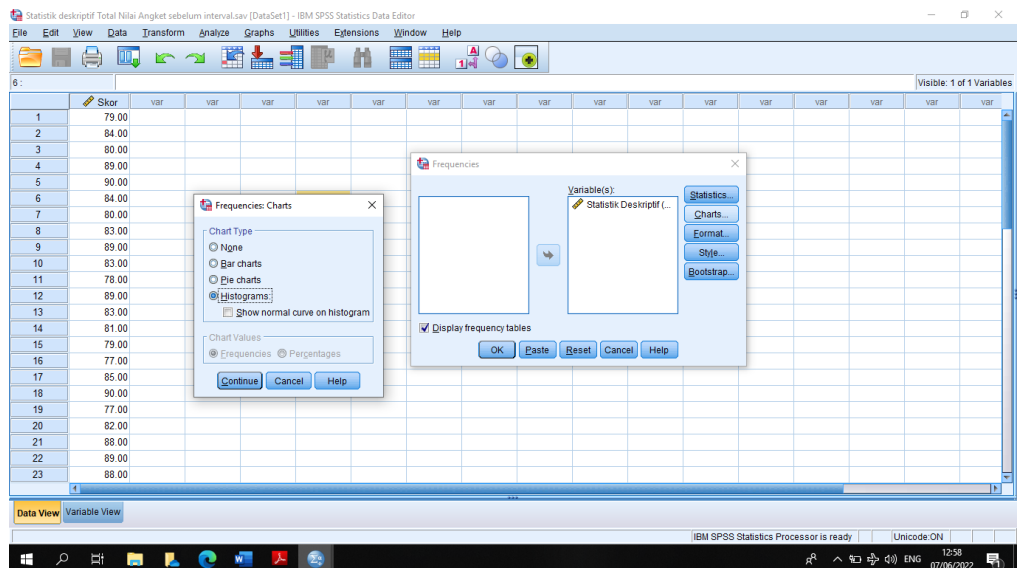 Statistik deskriptif Total Nilai Angket sebelum interval.sav [DataSet1] - IBM SPSS Statistics Data Editor
File Edit View Data Transform Analyze Graphs Utilities Extensions Window Help
6 :
Visible: 1 of 1 Variables
Skor var var var var var var var var var var var var var var var var
1 79.00
2 84.00
3 80.00
4 89.00
5 90.00
6 84.00
7 80.00
8 83.00
9 89.00
10 83.00
11 78.00
12 89.00
13 83.00
14 81.00
15 79.00
16 77.00
17 85.00
18 90.00
19 77.00
20 82.00
21 88.00
22 89.00
23 88.00
Frequencies: Charts
Chart Type
None
Bar charts
Pie charts
Histograms:
Show normal curve on histogram
Chart Values
Frequencies Percentages
Continue Cancel Help
Frequencies
Variable(s):
Statistik Deskriptif (...
Statistics...
Charts...
Format...
Style...
Bootstrap...
Display frequency tables
OK Paste Reset Cancel Help
Data View Variable View
IBM SPSS Statistics Processor is ready Unicode:ON
ENG 12:58
07/06/2022